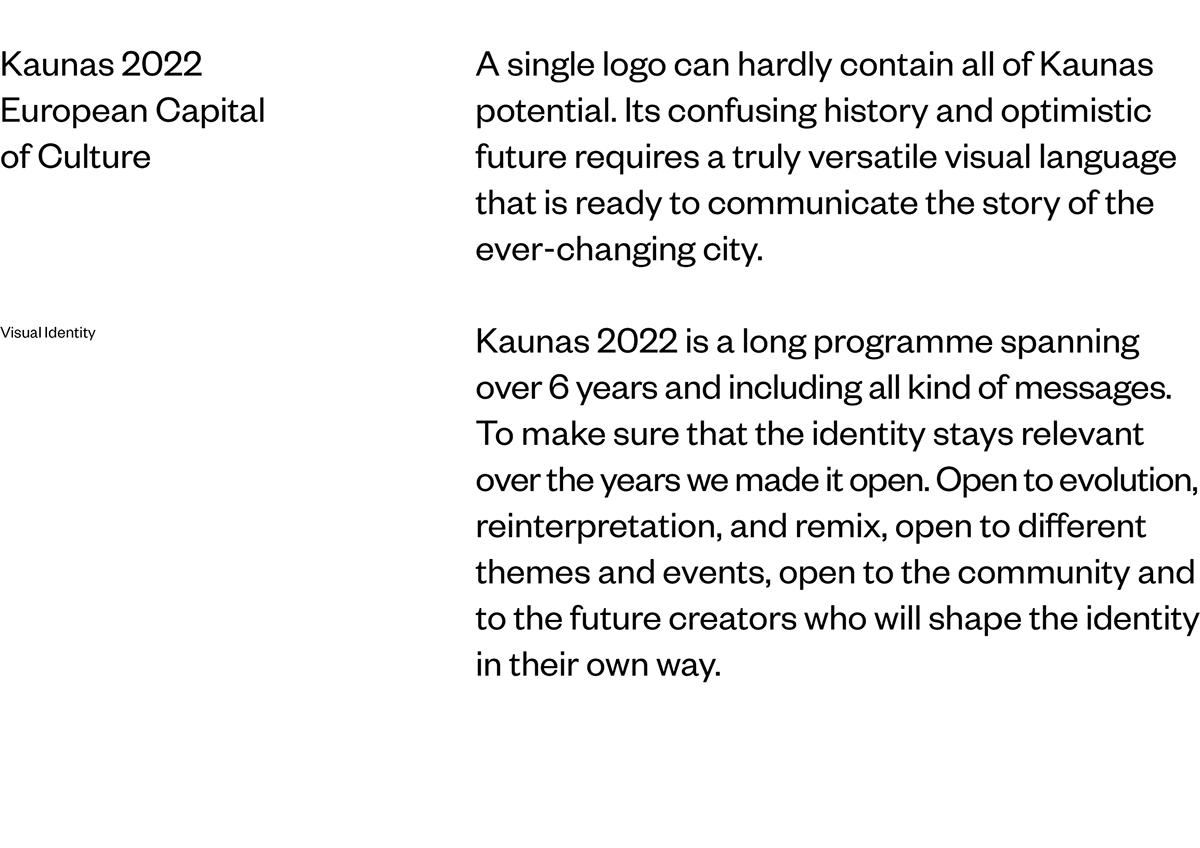 Kaunas 2022
European Capital
of Culture
A single logo can hardly contain all of Kaunas
potential. Its confusing history and optimistic
future requires a truly versatile visual language
that is ready to communicate the story of the
ever-changing city.
Visual Identity
Kaunas 2022 is a long programme spanning
over 6 years and including all kind of messages.
To make sure that the identity stays relevant
over the years we made it open. Open to evolution,
reinterpretation, and remix, open to different
themes and events, open to the community and
to the future creators who will shape the identity
in their own way.